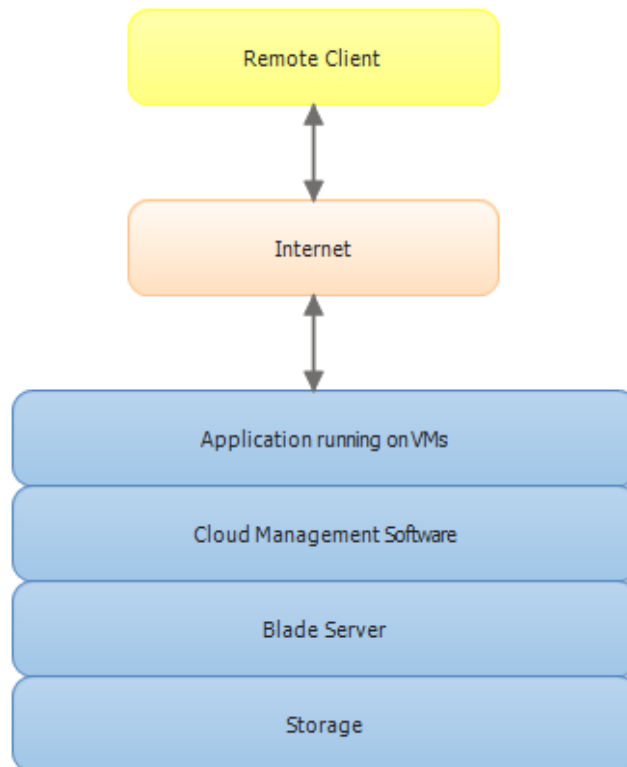 Remote Client
Internet
Application running on VMs
Cloud Management Software
Blade Server
Storage